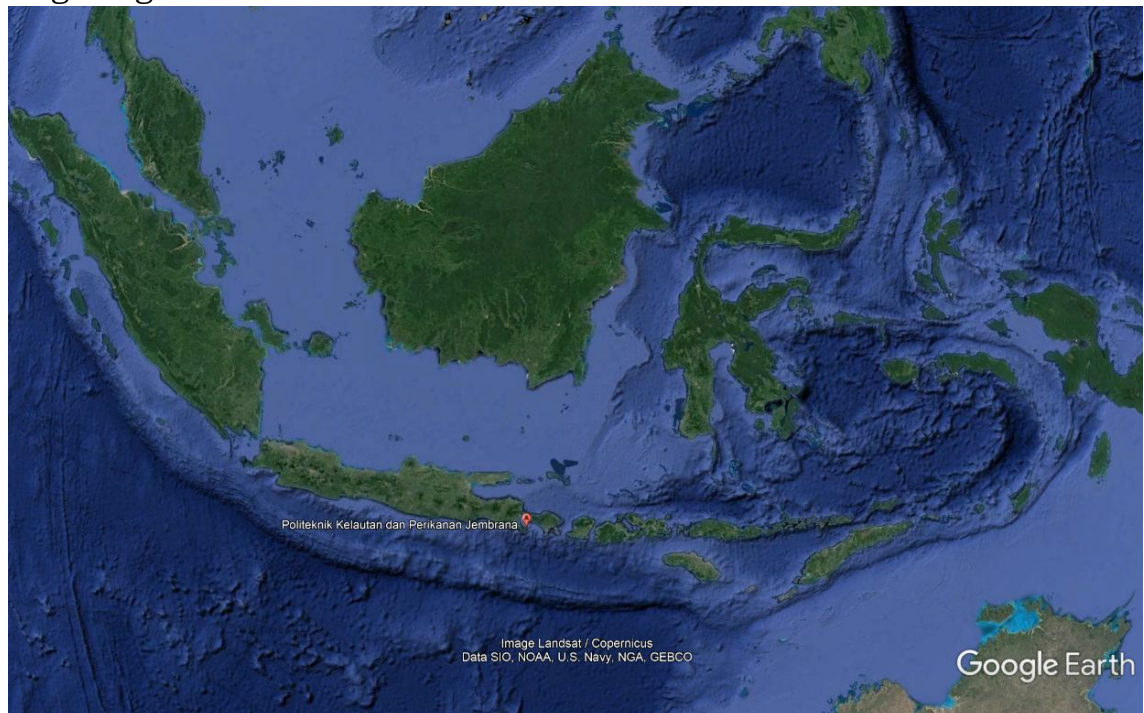 Politeknik Kelautan dan Perikanan Jembrana
Image Landsat / Copernicus
Data SIO, NOAA, U.S. Navy, NGA, GEBCO
Google Earth